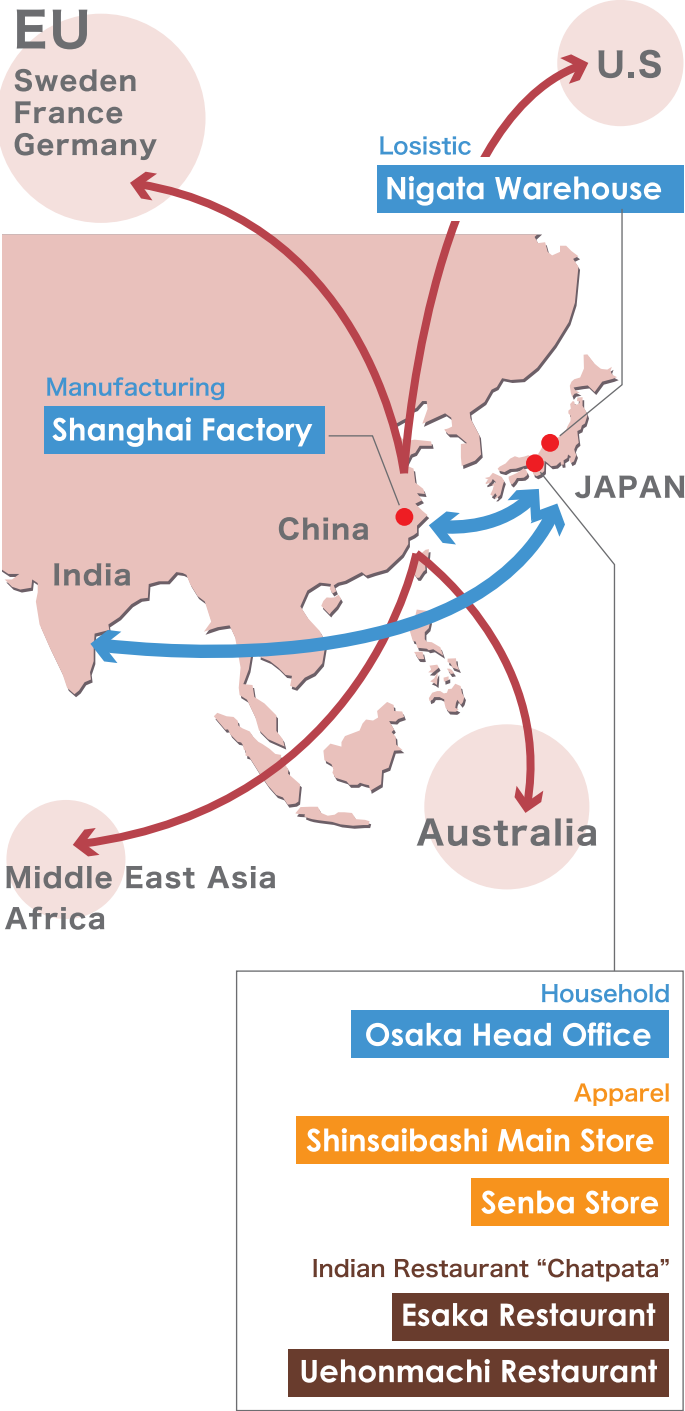 EU
Sweden
France
Germany
U.S
Losistic
Nigata Warehouse
Manufacturing
Shanghai Factory
JAPAN
China
India
Australia
Middle East Asia
Africa
Household
Osaka Head Office
Apparel
Shinsaibashi Main Store
Senba Store
Indian Restaurant “Chatpata”
Esaka Restaurant
Uehonmachi Restaurant